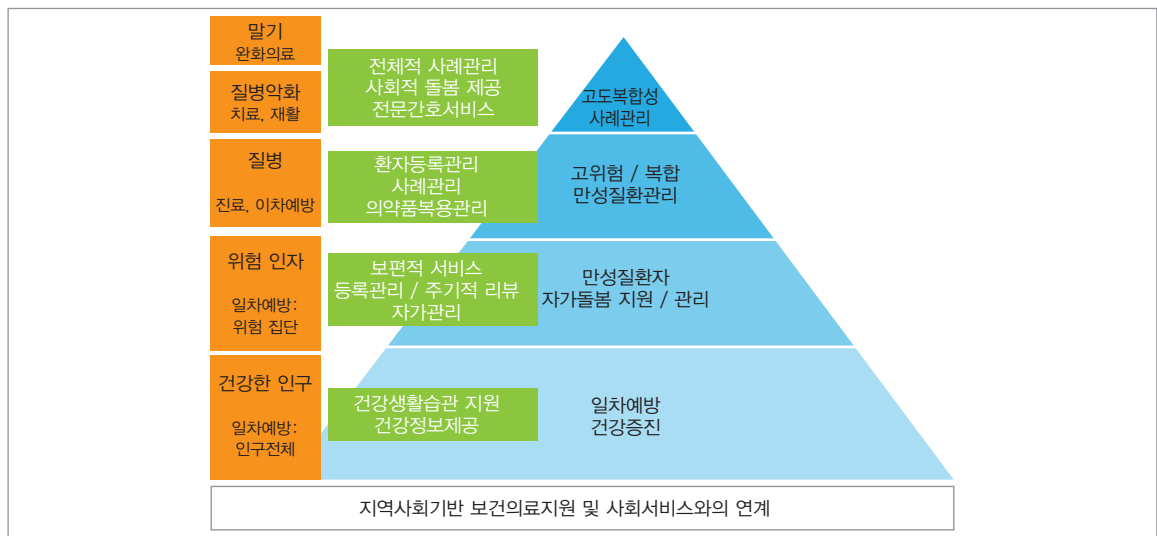 말기
완화의료
전체적 사례관리
사회적 돌봄 제공
전문간호서비스
고도복합성
사례관리
질병악화
치료, 재활
질병
진료, 이차예방
환자등록관리
사례관리
의약품복용관리
고위험 / 복합
만성질환관리
위험 인자
일차예방:
위험 집단
보편적 서비스
등록관리 / 주기적 리뷰
자가관리
만성질환자
자가돌봄 지원 / 관리
건강한 인구
일차예방:
인구전체
건강생활습관 지원
건강정보제공
일차예방
건강증진
지역사회기반 보건의료지원 및 사회서비스와의 연계